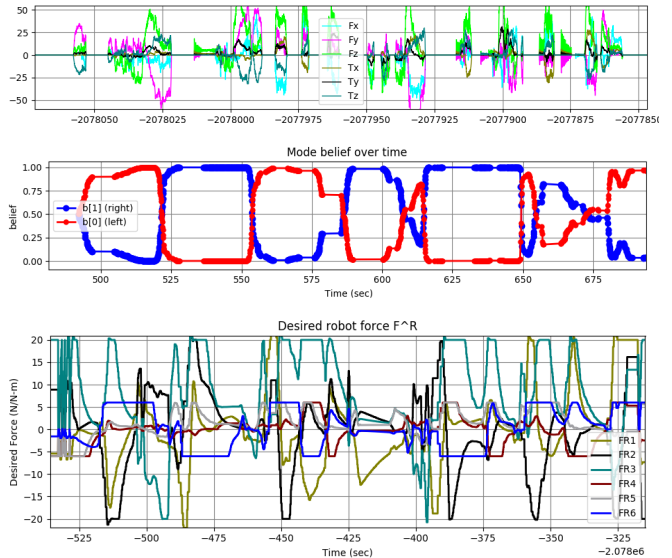 50
25
0
−25
−50
Fx
Fy
Fz
Tx
Ty
Tz
−2078050 −2078025 −2078000 −2077975 −2077950 −2077925 −2077900 −2077875 −2077850
Mode belief over time
belief
1.00
0.75
0.50
0.25
0.00
b[1] (right)
b[0] (left)
500 525 550 575 600 625 650 675
Time (sec)
Desired robot force F^R
Desired Force (N/N-m)
20
15
10
5
0
−5
−10
−15
−20
FR1
FR2
FR3
FR4
FR5
FR6
−525 −500 −475 −450 −425 −400 −375 −350 −325
Time (sec)
−2.078e6